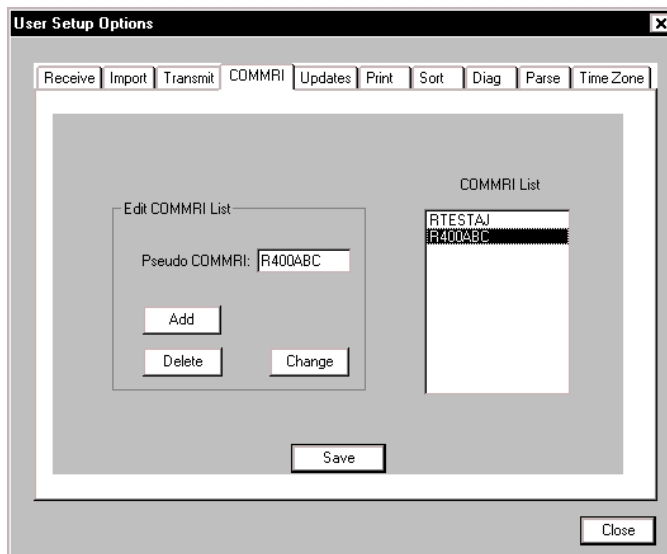 User Setup Options
Receive Import Transmit COMMRI Updates Print Sort Diag Parse Time Zone
COMMRI List
Edit COMMRI List
RTESTAJ
R400ABC
Pseudo COMMRI: R400ABC
Add
Delete Change
Save
Close